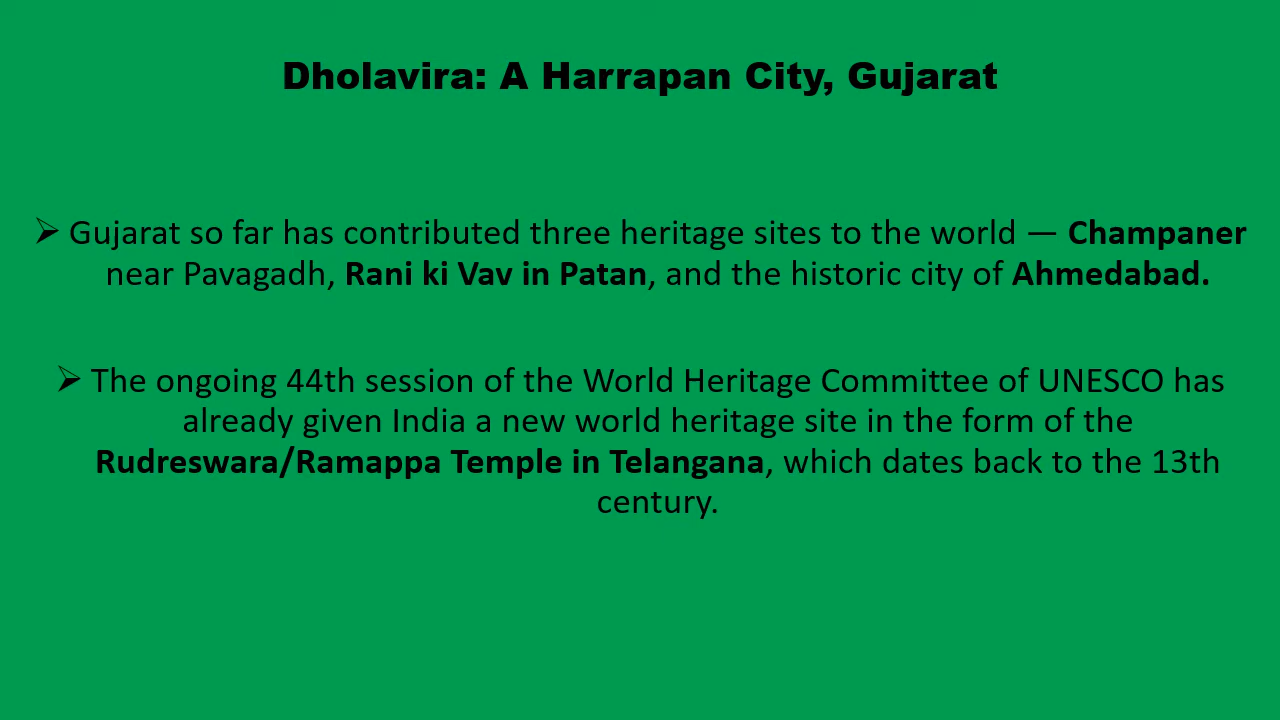 Dholavira: A Harrapan City, Gujarat
➢ Gujarat so far has contributed three heritage sites to the world — Champaner
near Pavagadh, Rani ki Vav in Patan, and the historic city of Ahmedabad.
➢ The ongoing 44th session of the World Heritage Committee of UNESCO has
already given India a new world heritage site in the form of the
Rudreswara/Ramappa Temple in Telangana, which dates back to the 13th
century.